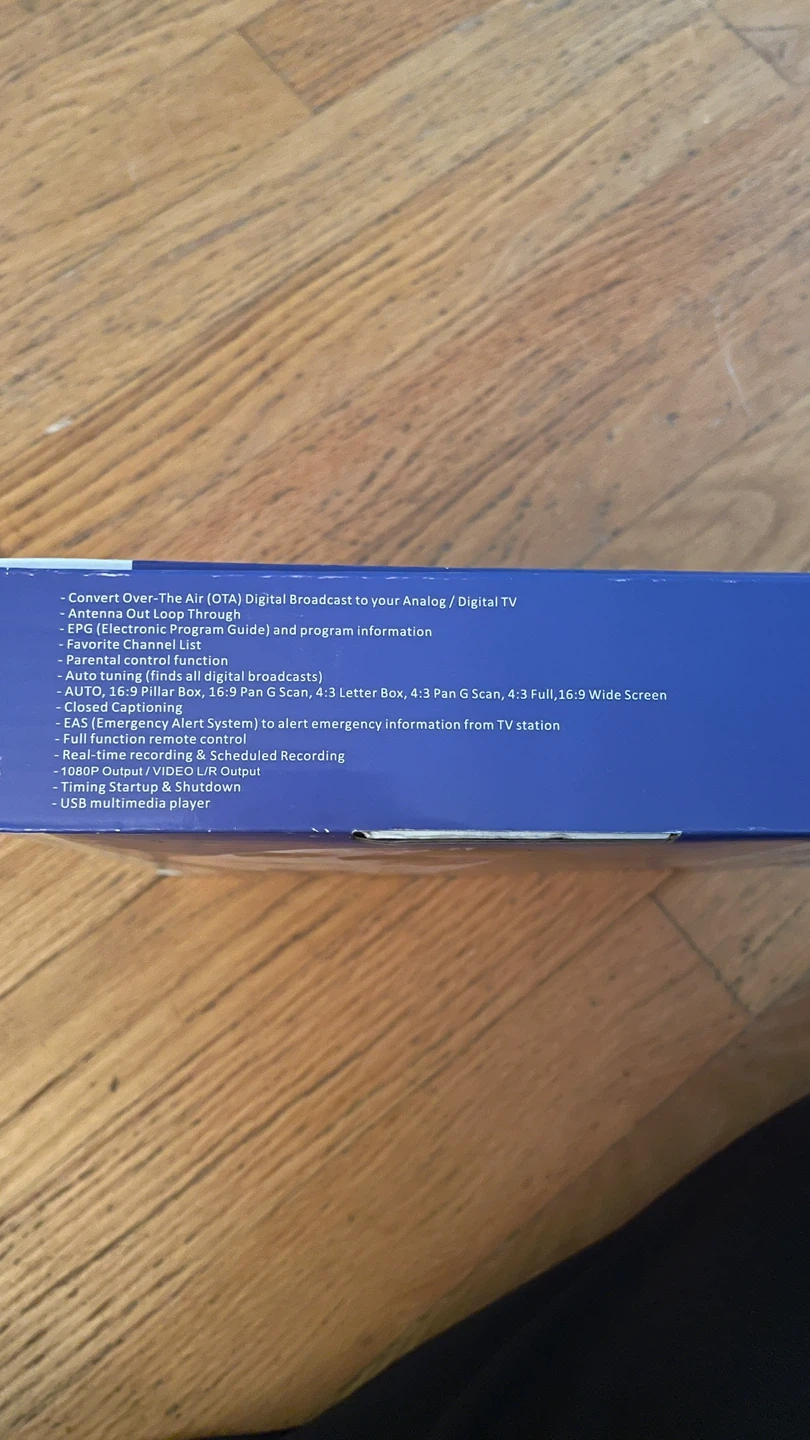 - Convert Over-The Air (OTA) Digital Broadcast to your Analog / Digital TV
- Antenna Out Loop Through
- EPG (Electronic Program Guide) and program information
- Favorite Channel List
- Parental control function
- Auto tuning (finds all digital broadcasts)
- AUTO, 16:9 Pillar Box, 16:9 Pan G Scan, 4:3 Letter Box, 4:3 Pan G Scan, 4:3 Full,16:9 Wide Screen
- Closed Captioning
- EAS (Emergency Alert System) to alert emergency information from TV station
- Full function remote control
- Real-time recording & Scheduled Recording
- 1080P Output / VIDEO L/R Output
- Timing Startup & Shutdown
- USB multimedia player